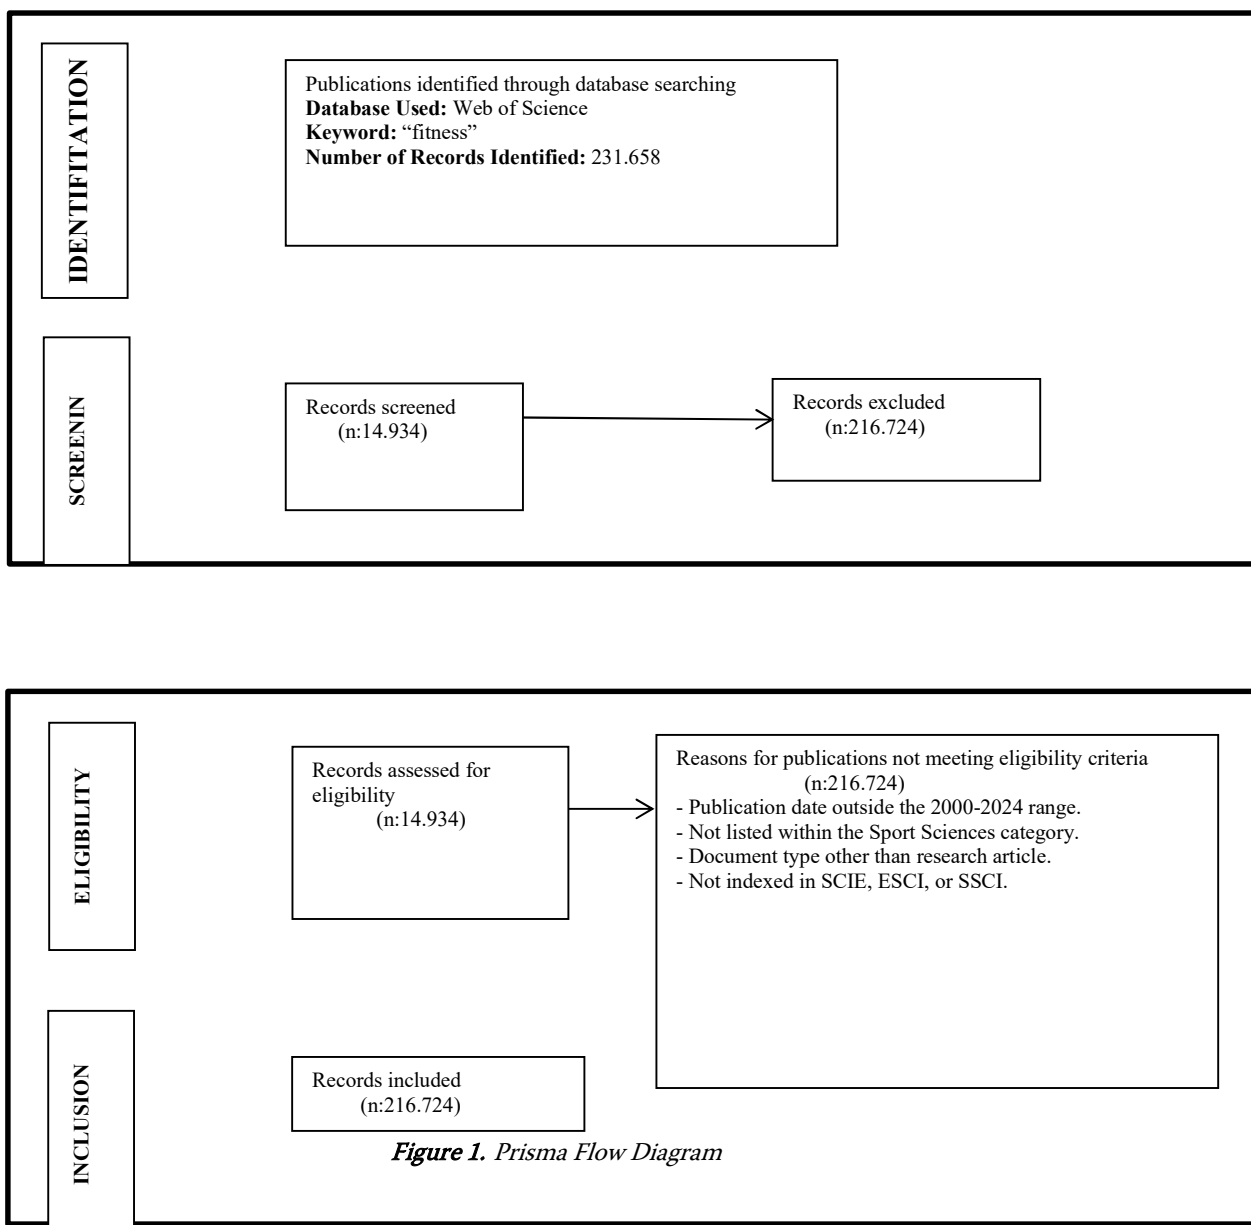 IDENTIFITATION
Publications identified through database searching
Database Used: Web of Science
Keyword: “fitness”
Number of Records Identified: 231.658
SCREENIN
Records screened
(n:14.934)
Records excluded
(n:216.724)
ELIGIBILITY
Records assessed for
eligibility
(n:14.934)
Reasons for publications not meeting eligibility criteria
(n:216.724)
- Publication date outside the 2000-2024 range.
- Not listed within the Sport Sciences category.
- Document type other than research article.
- Not indexed in SCIE, ESCI, or SSCI.
INCLUSION
Records included
(n:216.724)
Figure 1. Prisma Flow Diagram